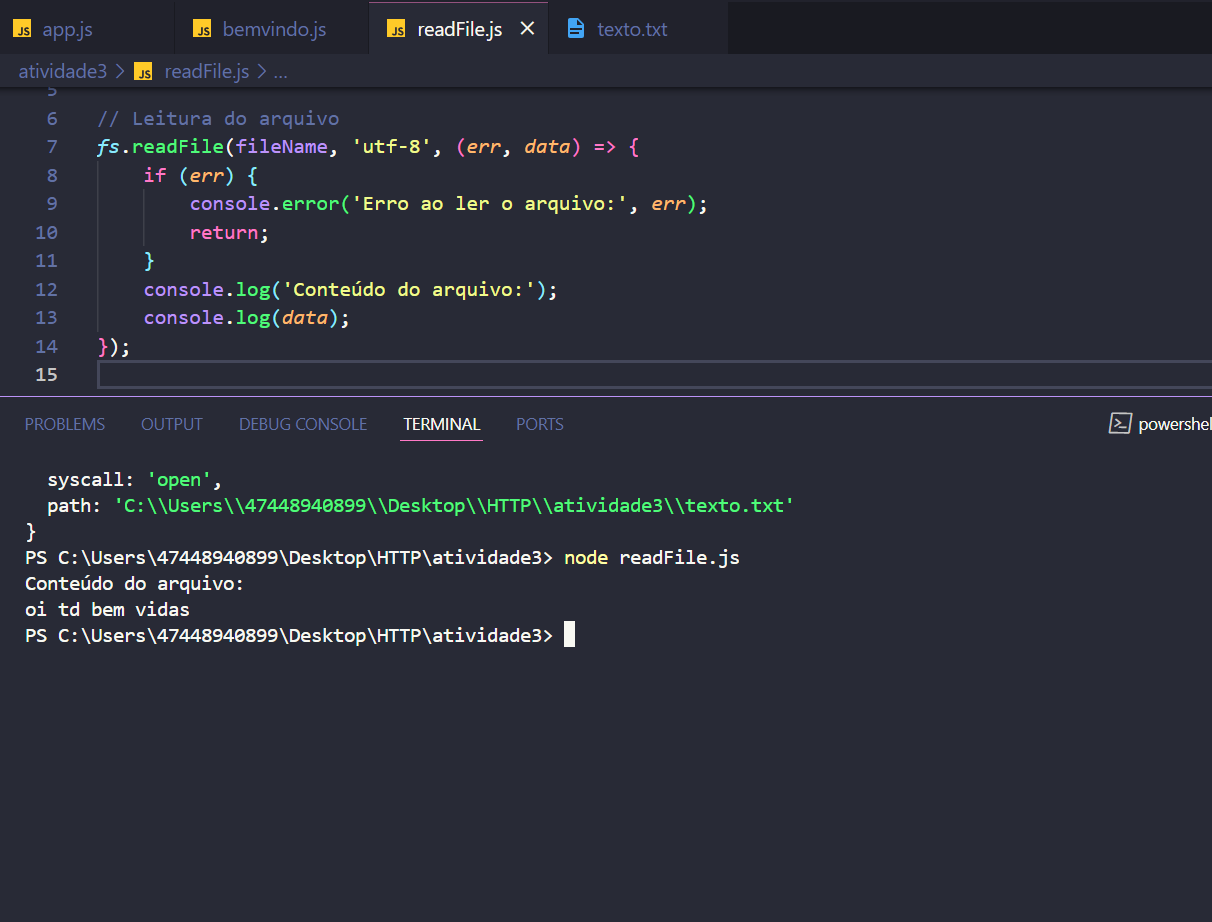 JS app.js JS bemvindo.js JS readFile.js texto.txt
atividade3 > JS readFile.js > ...
5
6 // Leitura do arquivo
7 fs.readFile(fileName, 'utf-8', (err, data) => {
8 if (err) {
9 console.error('Erro ao ler o arquivo:', err);
10 return;
11 }
12 console.log('Conteúdo do arquivo:');
13 console.log(data);
14 });
15
PROBLEMS OUTPUT DEBUG CONSOLE TERMINAL PORTS powershel
syscall: 'open',
path: 'C:\\Users\\47448940899\\Desktop\\HTTP\\atividade3\\texto.txt'
}
PS C:\Users\47448940899\Desktop\HTTP\atividade3> node readFile.js
Conteúdo do arquivo:
oi td bem vidas
PS C:\Users\47448940899\Desktop\HTTP\atividade3>